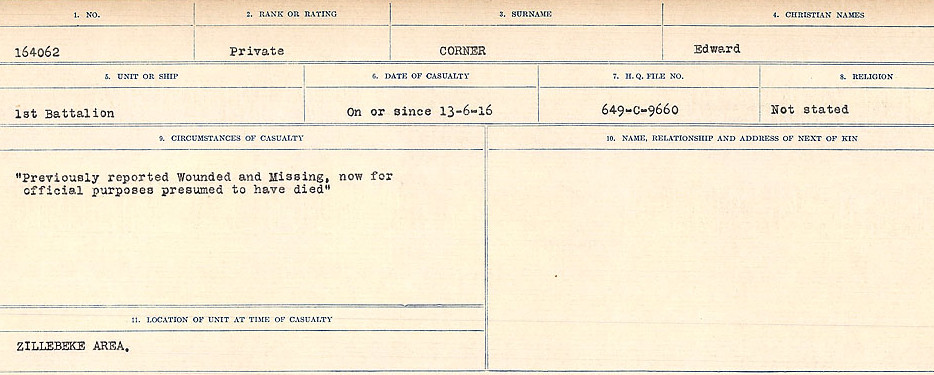 1. NO.
2. RANK OR RATING
3. SURNAME
4. CHRISTIAN NAMES
164062
Private
CORNER
Edward
5. UNIT OR SHIP
6. DATE OF CASUALTY
7. H.Q. FILE NO.
8. RELIGION
1st Battalion
On or since 13-6-16
649-C-9660
Not stated
9. CIRCUMSTANCES OF CASUALTY
10. NAME, RELATIONSHIP AND ADDRESS OF NEXT OF KIN
"Previously reported Wounded and Missing, now for
official purposes presumed to have died"
11. LOCATION OF UNIT AT TIME OF CASUALTY
ZILLEBEKE AREA.